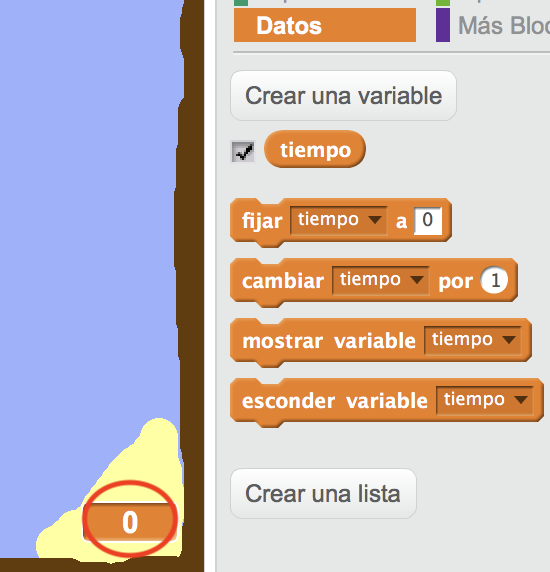 Datos
Más Bloq
Crear una variable
tiempo
fijar tiempo a 0
cambiar tiempo por 1
mostrar variable tiempo
esconder variable tiempo
Crear una lista
0